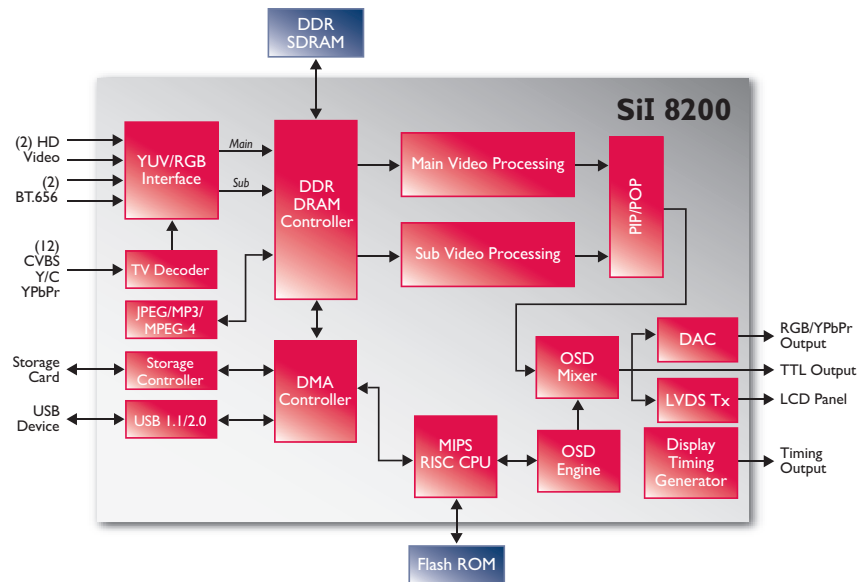 DDR
SDRAM
SiI 8200
(2) HD
Video
(2)
BT.656
YUV/RGB
Interface
Main
Sub
DDR
DRAM
Controller
Main Video Processing
Sub Video Processing
PIP/POP
(12)
CVBS
Y/C
YPbPr
TV Decoder
JPEG/MP3/
MPEG-4
Storage
Card
Storage
Controller
USB
Device
USB 1.1/2.0
DMA
Controller
MIPS
RISC CPU
OSD
Mixer
OSD
Engine
DAC
LVDS Tx
Display
Timing
Generator
RGB/YPbPr
Output
TTL Output
LCD Panel
Timing
Output
Flash ROM